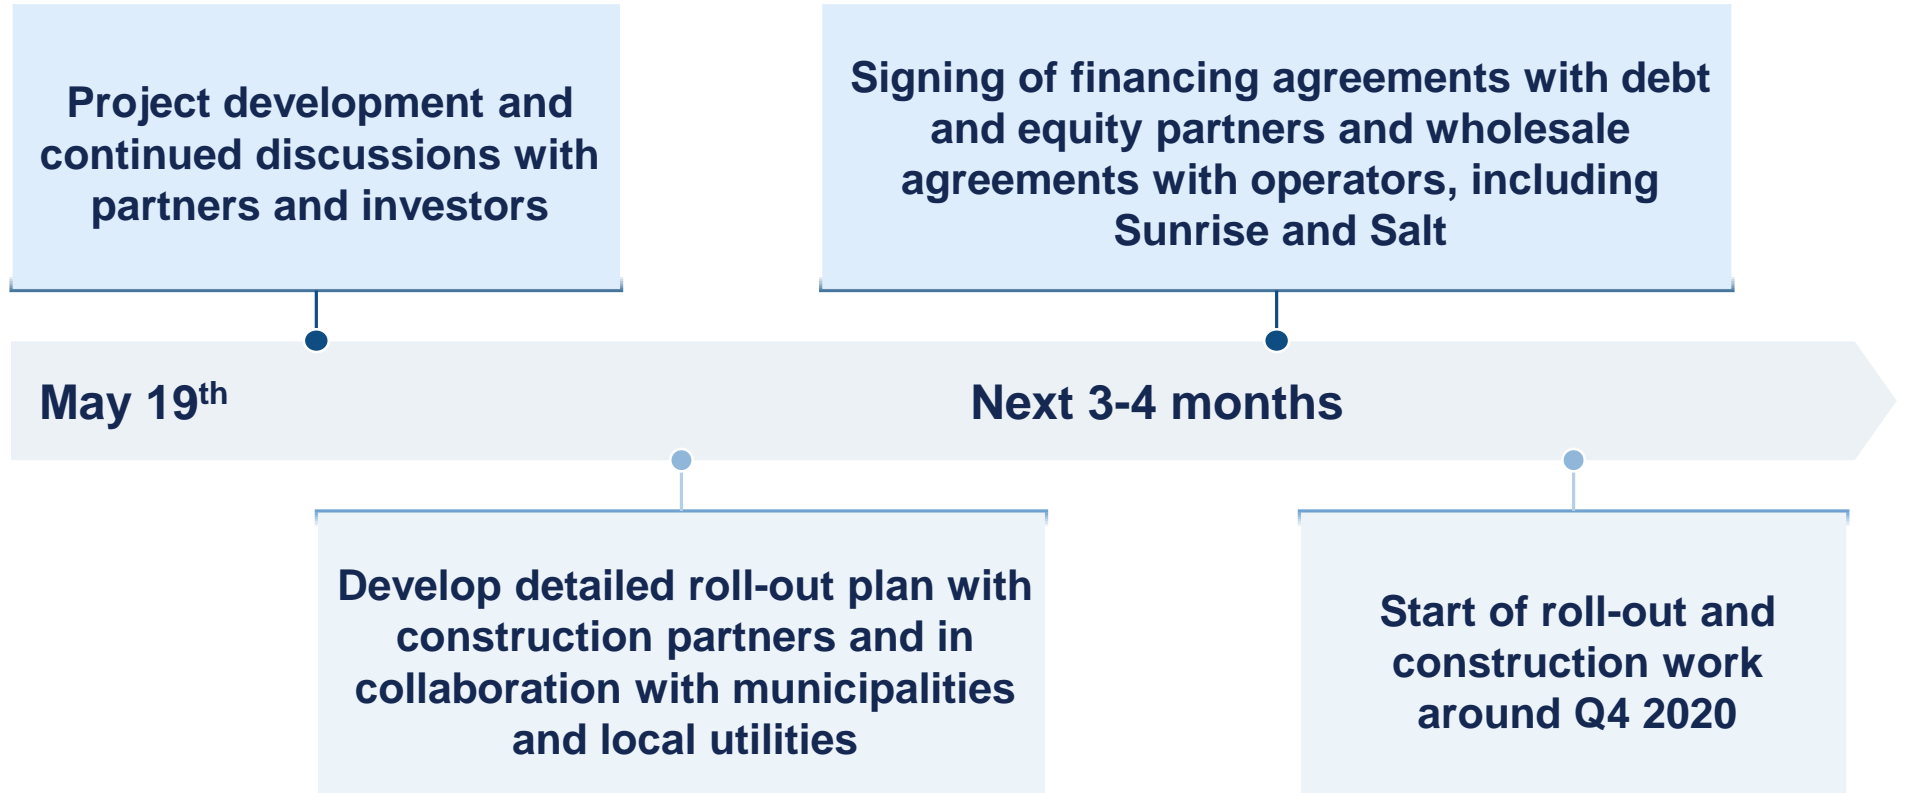 Project development and
continued discussions with
partners and investors
Signing of financing agreements with debt
and equity partners and wholesale
agreements with operators, including
Sunrise and Salt
May 19th
Next 3-4 months
Develop detailed roll-out plan with
construction partners and in
collaboration with municipalities
and local utilities
Start of roll-out and
construction work
around Q4 2020